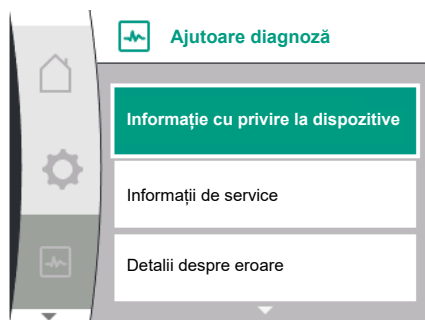 Ajutoare diagnoză
Informație cu privire la dispozitive
Informații de service
Detalii despre eroare